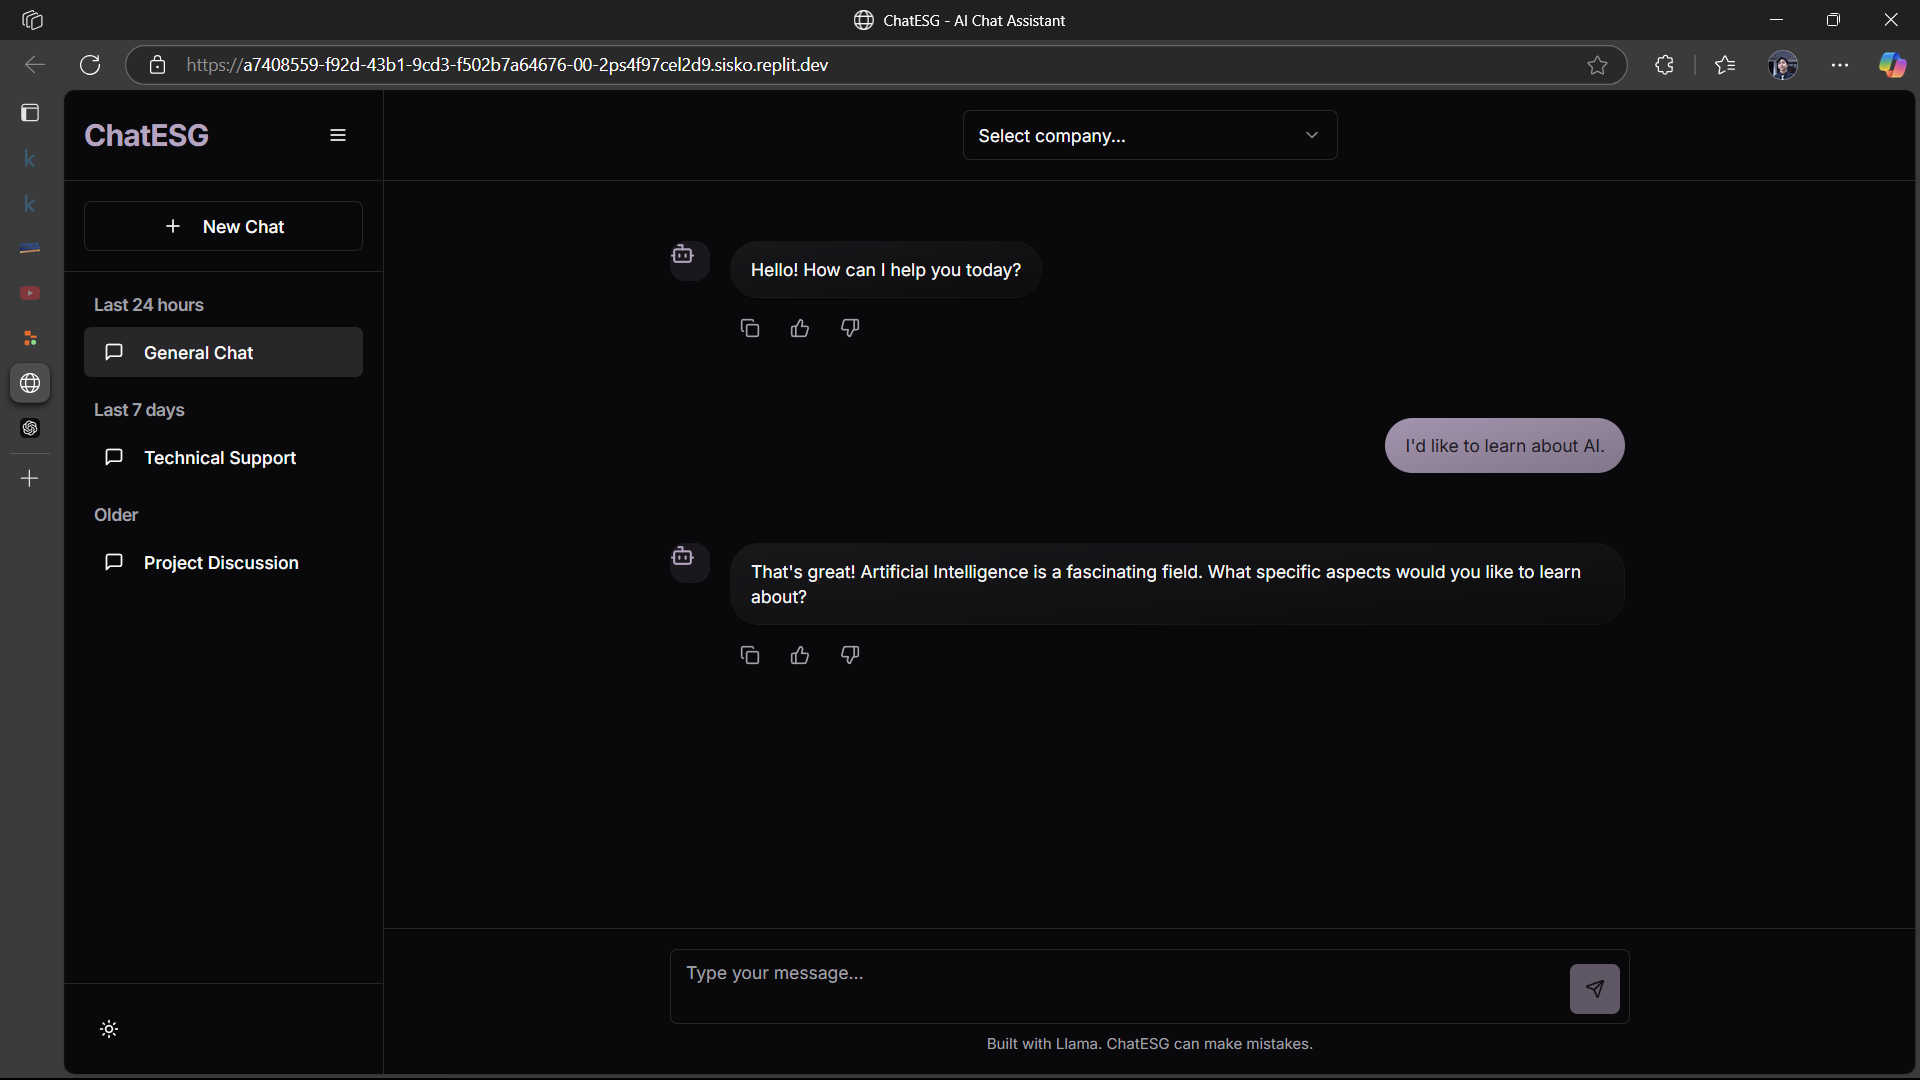 ChatESG - AI Chat Assistant
https://a7408559-f92d-43b1-9cd3-f502b7a64676-00-2ps4f97cel2d9.sisko.replit.dev
ChatESG
Select company...
New Chat
Last 24 hours
General Chat
Last 7 days
Technical Support
Older
Project Discussion
Hello! How can I help you today?
I'd like to learn about AI.
That's great! Artificial Intelligence is a fascinating field. What specific aspects would you like to learn
about?
Type your message...
Built with Llama. ChatESG can make mistakes.